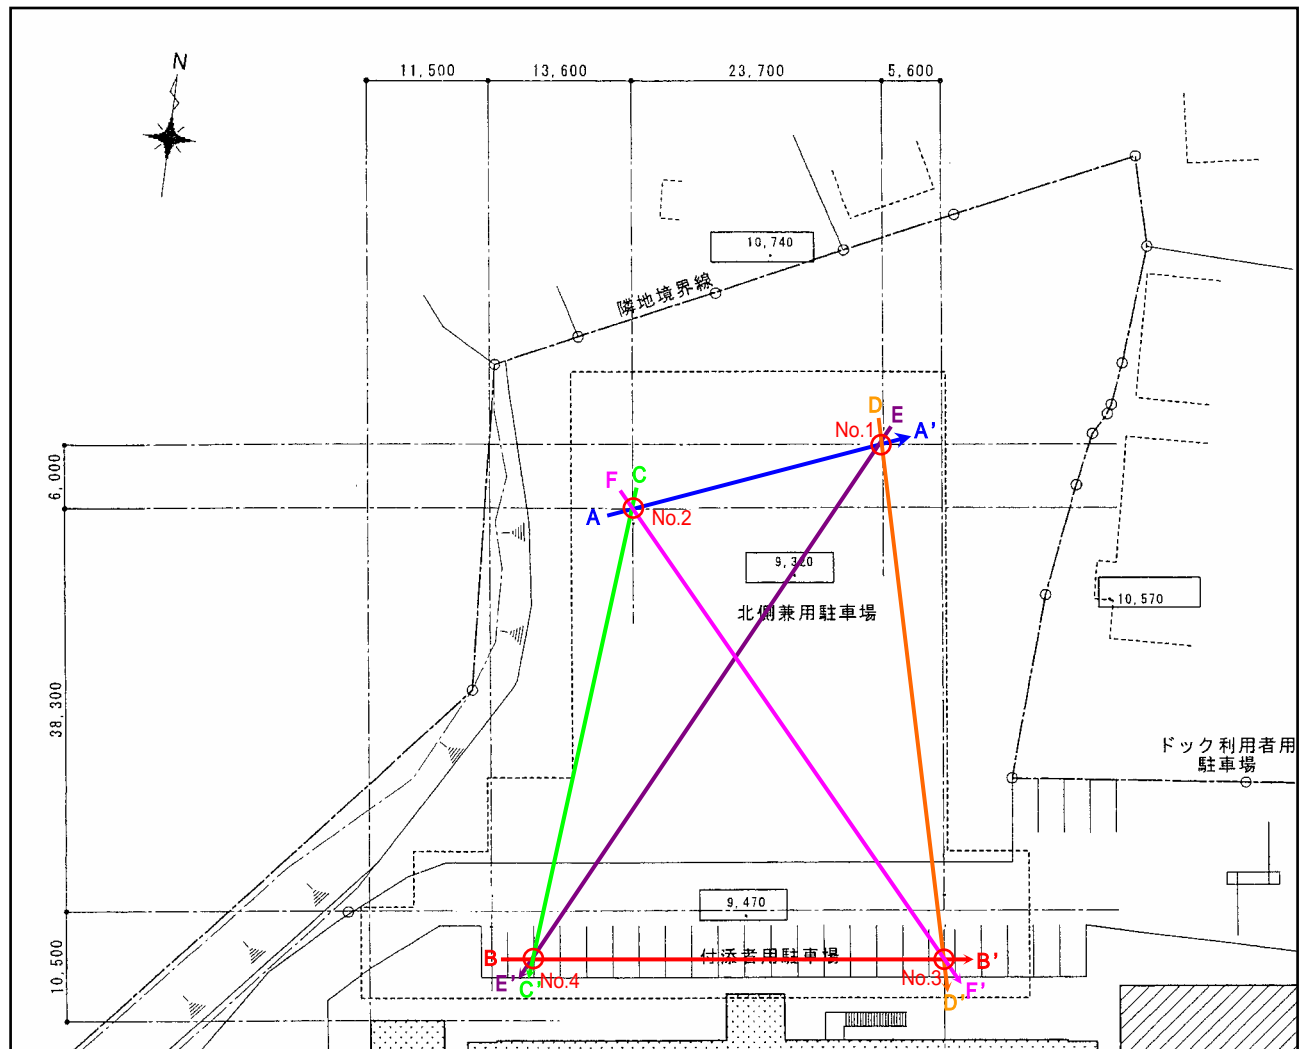 N
11,500
13,600
23,700
5,600
10,740
隣地境界線
D
E
No.1
A'
6,000
F
C
A
No.2
9,320
北側兼用駐車場
10,570
38,300
ドック利用者用
駐車場
9,470
付添者用駐車場
B
B'
10,500
E'
C'
No.4
No.3
F'
D'